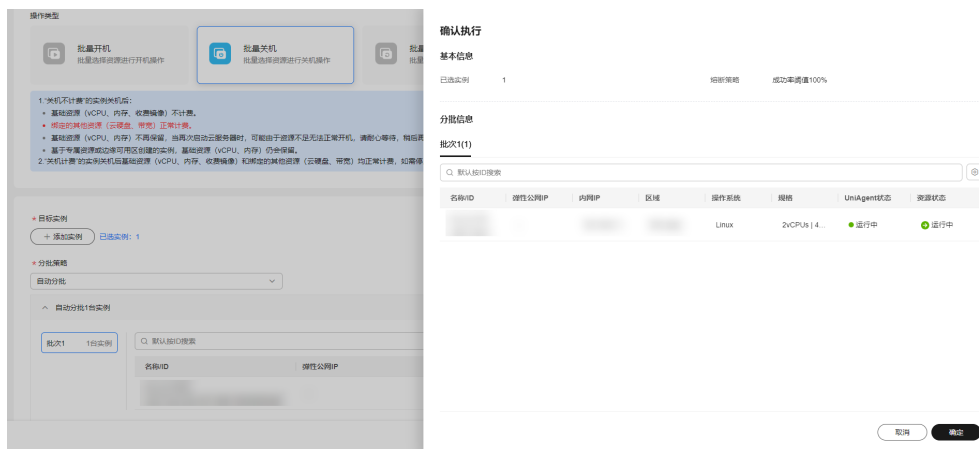 操作类型
批量开机
批量选择资源进行开机操作
批量关机
批量选择资源进行关机操作
1.“关机不计费”的实例关机后：
• 基础资源（vCPU、内存、收费镜像）不计费。
• 绑定的其他资源（云硬盘、带宽）正常计费。
• 基础资源（vCPU、内存）不再保留，当再次启动云服务器时，可能由于资源不足无法正常开机，请耐心等待，稍后再
• 基于专属资源或边缘可用区创建的实例，基础资源（vCPU、内存）仍会保留。
2.“关机计费”的实例关机后基础资源（vCPU、内存、收费镜像）和绑定的其他资源（云硬盘、带宽）均正常计费，如需停
* 目标实例
+ 添加实例 已选实例：1
* 分批策略
自动分批
自动分批1台实例
批次1 1台实例
默认按ID搜索
名称/ID 弹性公网IP
确认执行
基本信息
已选实例 1 熔断策略 成功率阈值100%
分批信息
批次1(1)
默认按ID搜索
名称/ID 弹性公网IP 内网IP 区域 操作系统 规格 UniAgent状态 资源状态
Linux 2vCPUs | 4... 运行中 运行中
取消 确定